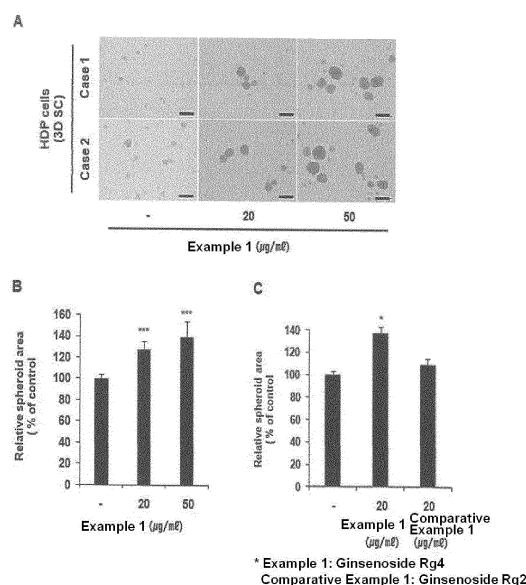 A
HDP cells
(3D SC)
Case 1
Case 2
- 20 50
Example 1 (μg/mℓ)
B
Relative spheroid area
( % of control)
160
140
120
100
80
60
40
20
0
***
***
- 20 50
Example 1 (μg/mℓ)
C
Relative spheroid area
( % of control)
140
120
100
80
60
40
20
0
*
- 20 20
Example 1
(μg/mℓ)
Comparative
Example 1
(μg/mℓ)
* Example 1: Ginsenoside Rg4
Comparative Example 1: Ginsenoside Rg2